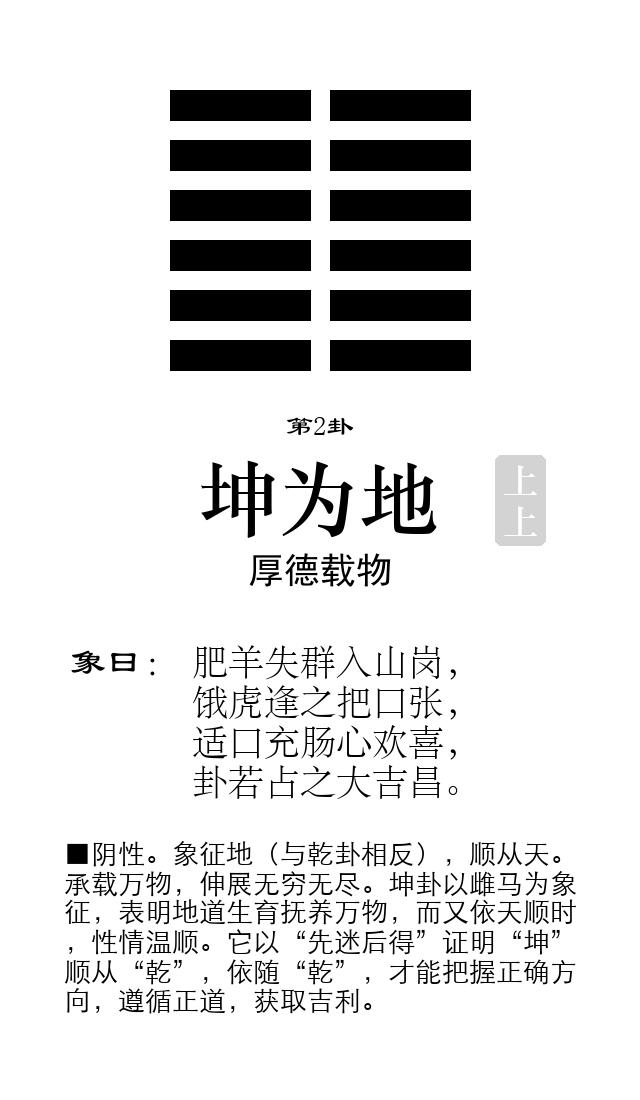 第2卦
坤为地
上
上
厚德载物
象曰： 肥羊失群入山岗，
饿虎逢之把口张，
适口充肠心欢喜，
卦若占之大吉昌。
■阴性。象征地（与乾卦相反），顺从天。
承载万物，伸展无穷无尽。坤卦以雌马为象
征，表明地道生育抚养万物，而又依天顺时
，性情温顺。它以“先迷后得”证明“坤”
顺从“乾”，依随“乾”，才能把握正确方
向，遵循正道，获取吉利。